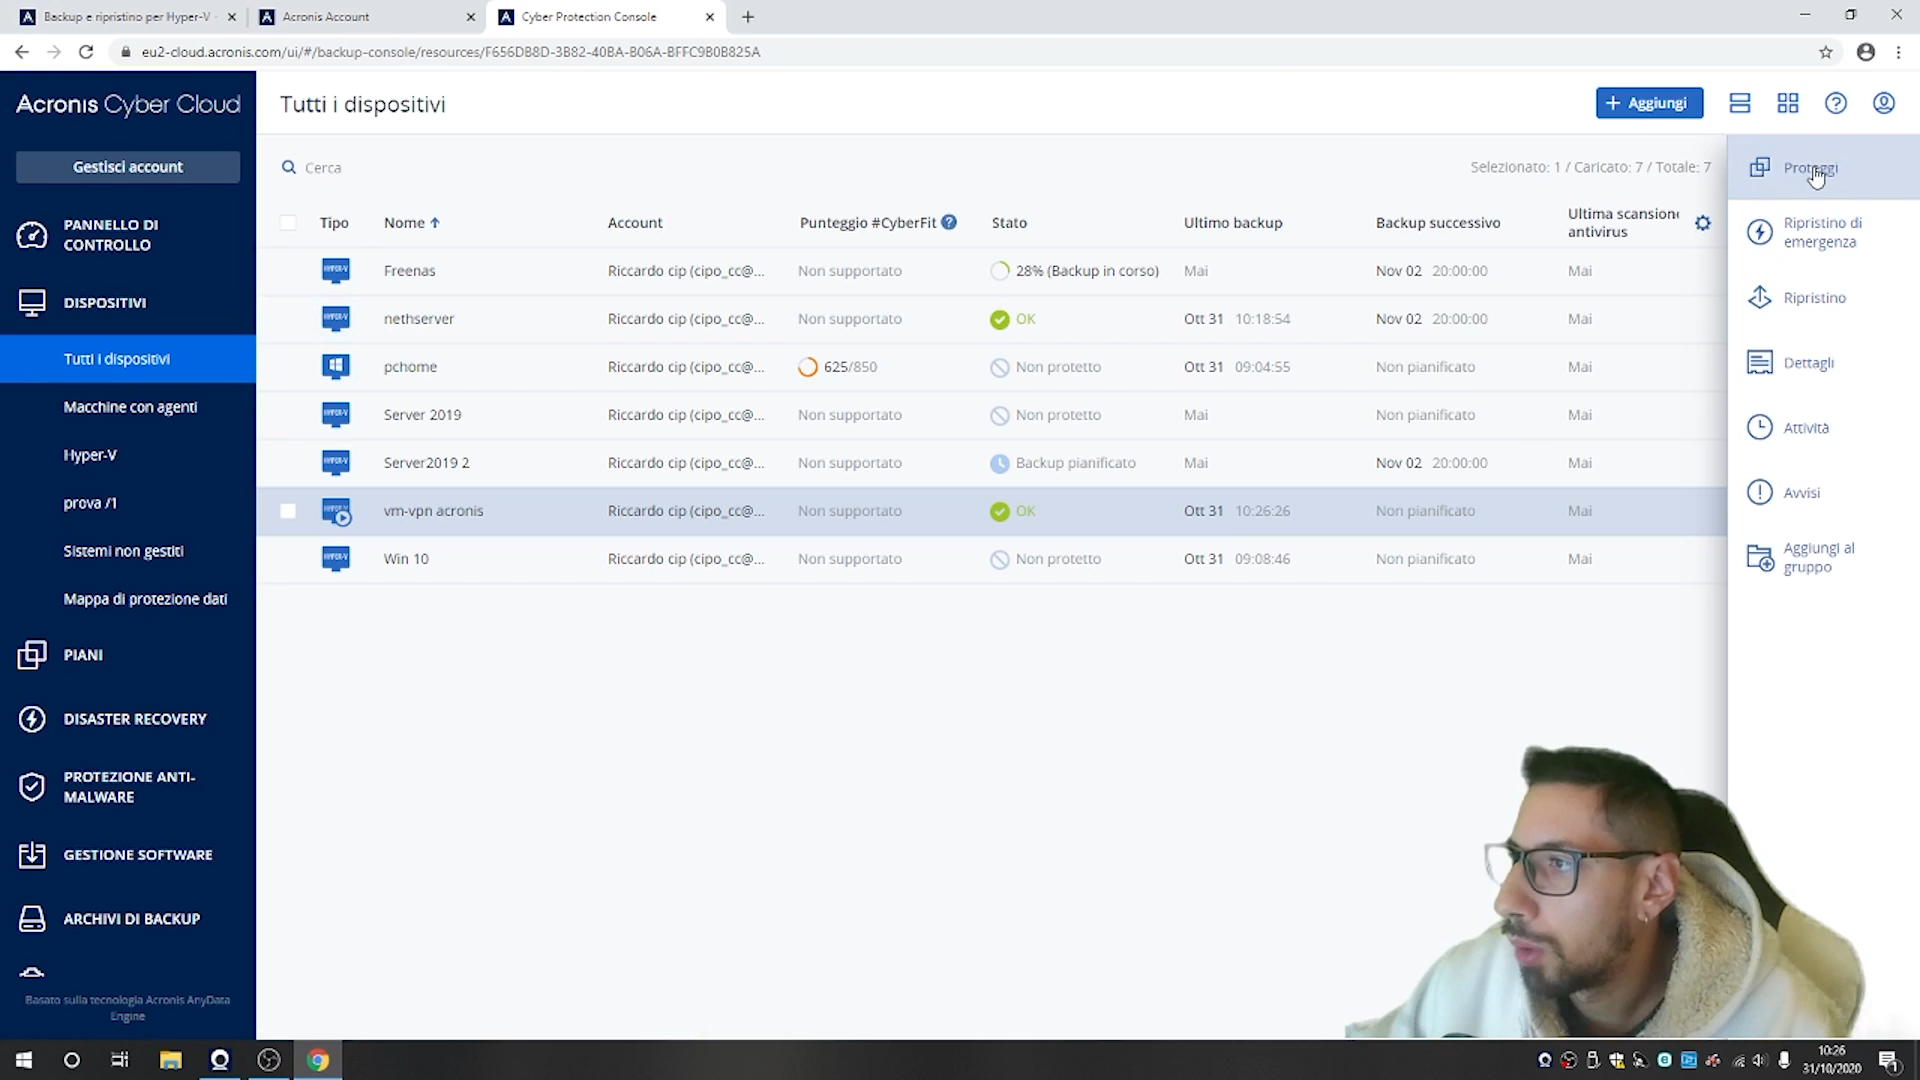 Backup e ripristino per Hyper-V
Acronis Account
Cyber Protection Console
eu2-cloud.acronis.com/ui/#/backup-console/resources/F656DB8D-3B82-40BA-B06A-BFFC9B0B825A
Acronis Cyber Cloud
Tutti i dispositivi
Aggiungi
Gestisci account
Cerca
Selezionato: 1 / Caricato: 7 / Totale: 7
Proteggi
PANNELLO DI
CONTROLLO
DISPOSITIVI
Tutti i dispositivi
Macchine con agenti
Hyper-V
prova /1
Sistemi non gestiti
Mappa di protezione dati
PIANI
DISASTER RECOVERY
PROTEZIONE ANTI-
MALWARE
GESTIONE SOFTWARE
ARCHIVI DI BACKUP
Basato sulla tecnologia Acronis AnyData
Engine
Tipo Nome Account Punteggio #CyberFit Stato Ultimo backup Backup successivo Ultima scansione
antivirus
HYPER-V Freenas Riccardo cip (cipo_cc@... Non supportato 28% (Backup in corso) Mai Nov 02 20:00:00 Mai
HYPER-V nethserver Riccardo cip (cipo_cc@... Non supportato OK Ott 31 10:18:54 Nov 02 20:00:00 Mai
pchome Riccardo cip (cipo_cc@... 625/850 Non protetto Ott 31 09:04:55 Non pianificato Mai
HYPER-V Server 2019 Riccardo cip (cipo_cc@... Non supportato Non protetto Mai Non pianificato Mai
HYPER-V Server2019 2 Riccardo cip (cipo_cc@... Non supportato Backup pianificato Mai Nov 02 20:00:00 Mai
HYPER-V vm-vpn acronis Riccardo cip (cipo_cc@... Non supportato OK Ott 31 10:26:26 Non pianificato Mai
HYPER-V Win 10 Riccardo cip (cipo_cc@... Non supportato Non protetto Ott 31 09:08:46 Non pianificato Mai
Ripristino di
emergenza
Ripristino
Dettagli
Attività
Avvisi
Aggiungi al
gruppo
10:26
31/10/2020
1